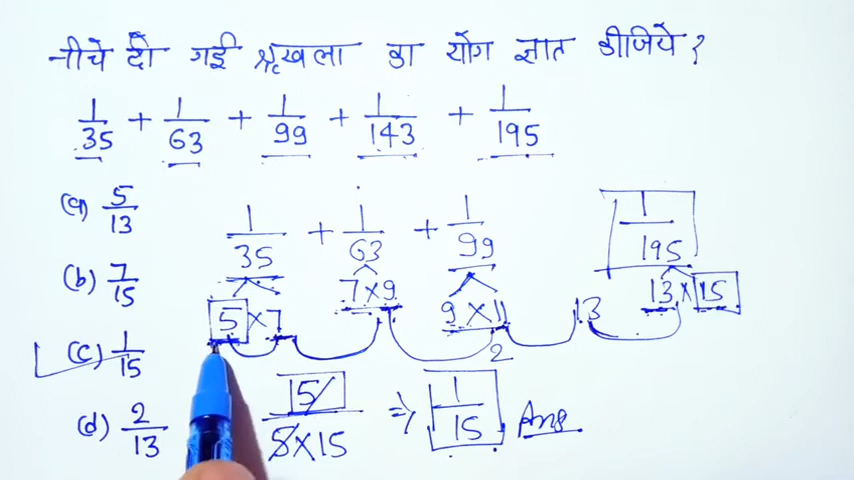 नीचे दी गई श्रृखला का योग ज्ञात कीजिये?
1/35 + 1/63 + 1/99 + 1/143 + 1/195
(a) 5/13
1/35 + 1/63 + 1/99 1/195
(b) 7/15
5×7 7×9 9×11 13 13×15
2
(c) 1/15
(d) 2/13
15/5×15 ⇒ 1/15 Ans